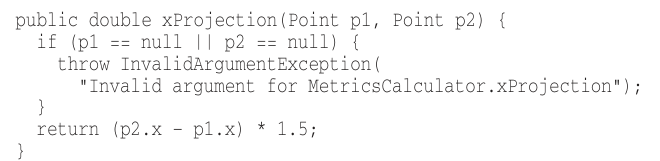 public double xProjection(Point p1, Point p2) {
  if (p1 == null || p2 == null) {
    throw InvalidArgumentException(
      "Invalid argument for MetricsCalculator.xProjection");
  }
  return (p2.x – p1.x) * 1.5;
}